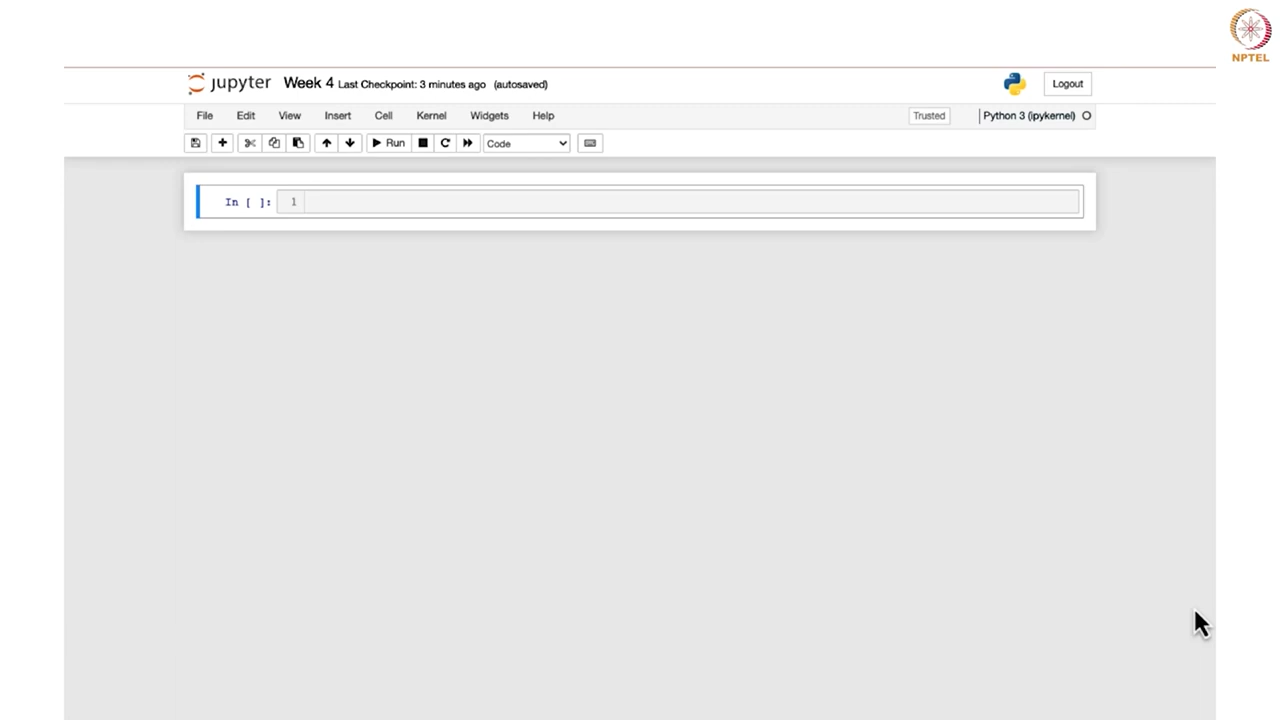 NPTEL
jupyter Week 4 Last Checkpoint: 3 minutes ago (autosaved) Logout
File Edit View Insert Cell Kernel Widgets Help Trusted Python 3 (ipykernel)
Run Code
In [ ]: 1